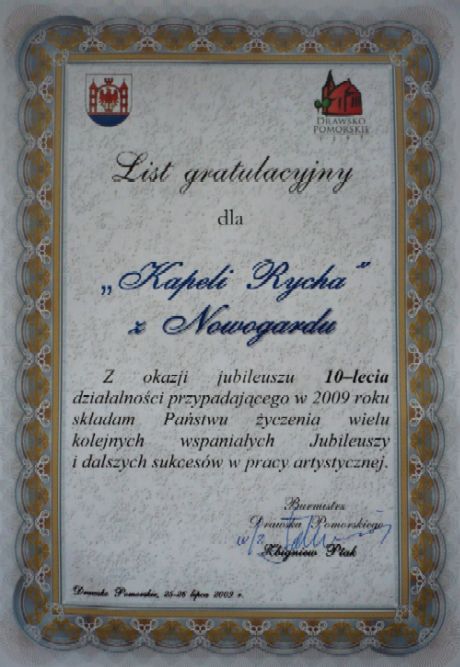 DRAWSKO
POMORSKIE
List gratulacyjny
dla
„Kapeli Rycha”
z Nowogardu
Z okazji jubileuszu 10–lecia
działalności przypadającego w 2009 roku
składam Państwu życzenia wielu
kolejnych wspaniałych Jubileuszy
i dalszych sukcesów w pracy artystycznej.
Burmistrz
Drawska Pomorskiego
w/z
Zbigniew Ptak
Drawsko Pomorskie, 25-26 lipca 2009 r.